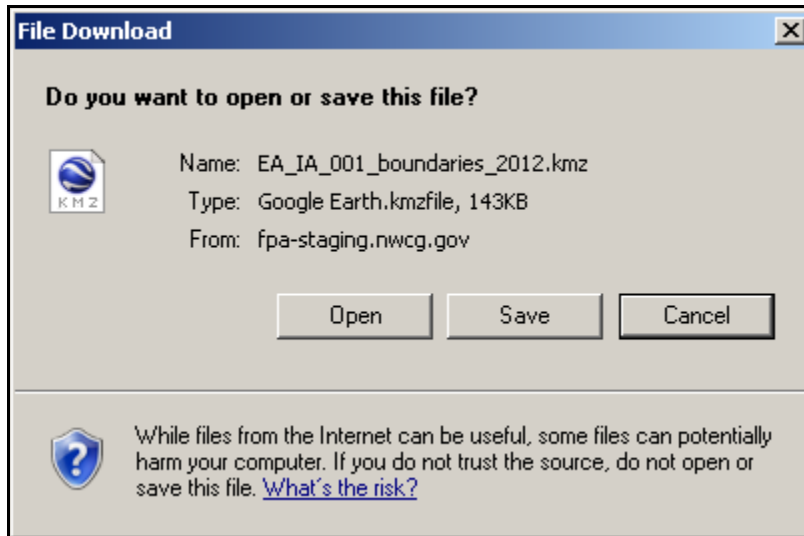 File Download
Do you want to open or save this file?
KMZ
Name: EA_IA_001_boundaries_2012.kmz
Type: Google Earth.kmzfile, 143KB
From: fpa-staging.nwcg.gov
Open Save Cancel
While files from the Internet can be useful, some files can potentially
harm your computer. If you do not trust the source, do not open or
save this file. What's the risk?